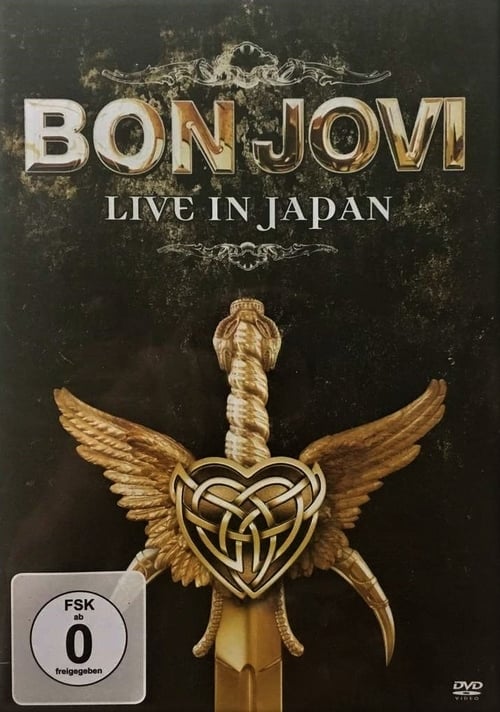 BON JOVI
LIVE IN JAPAN
FSK
ab
0
freigegeben
DVD
VIDEO